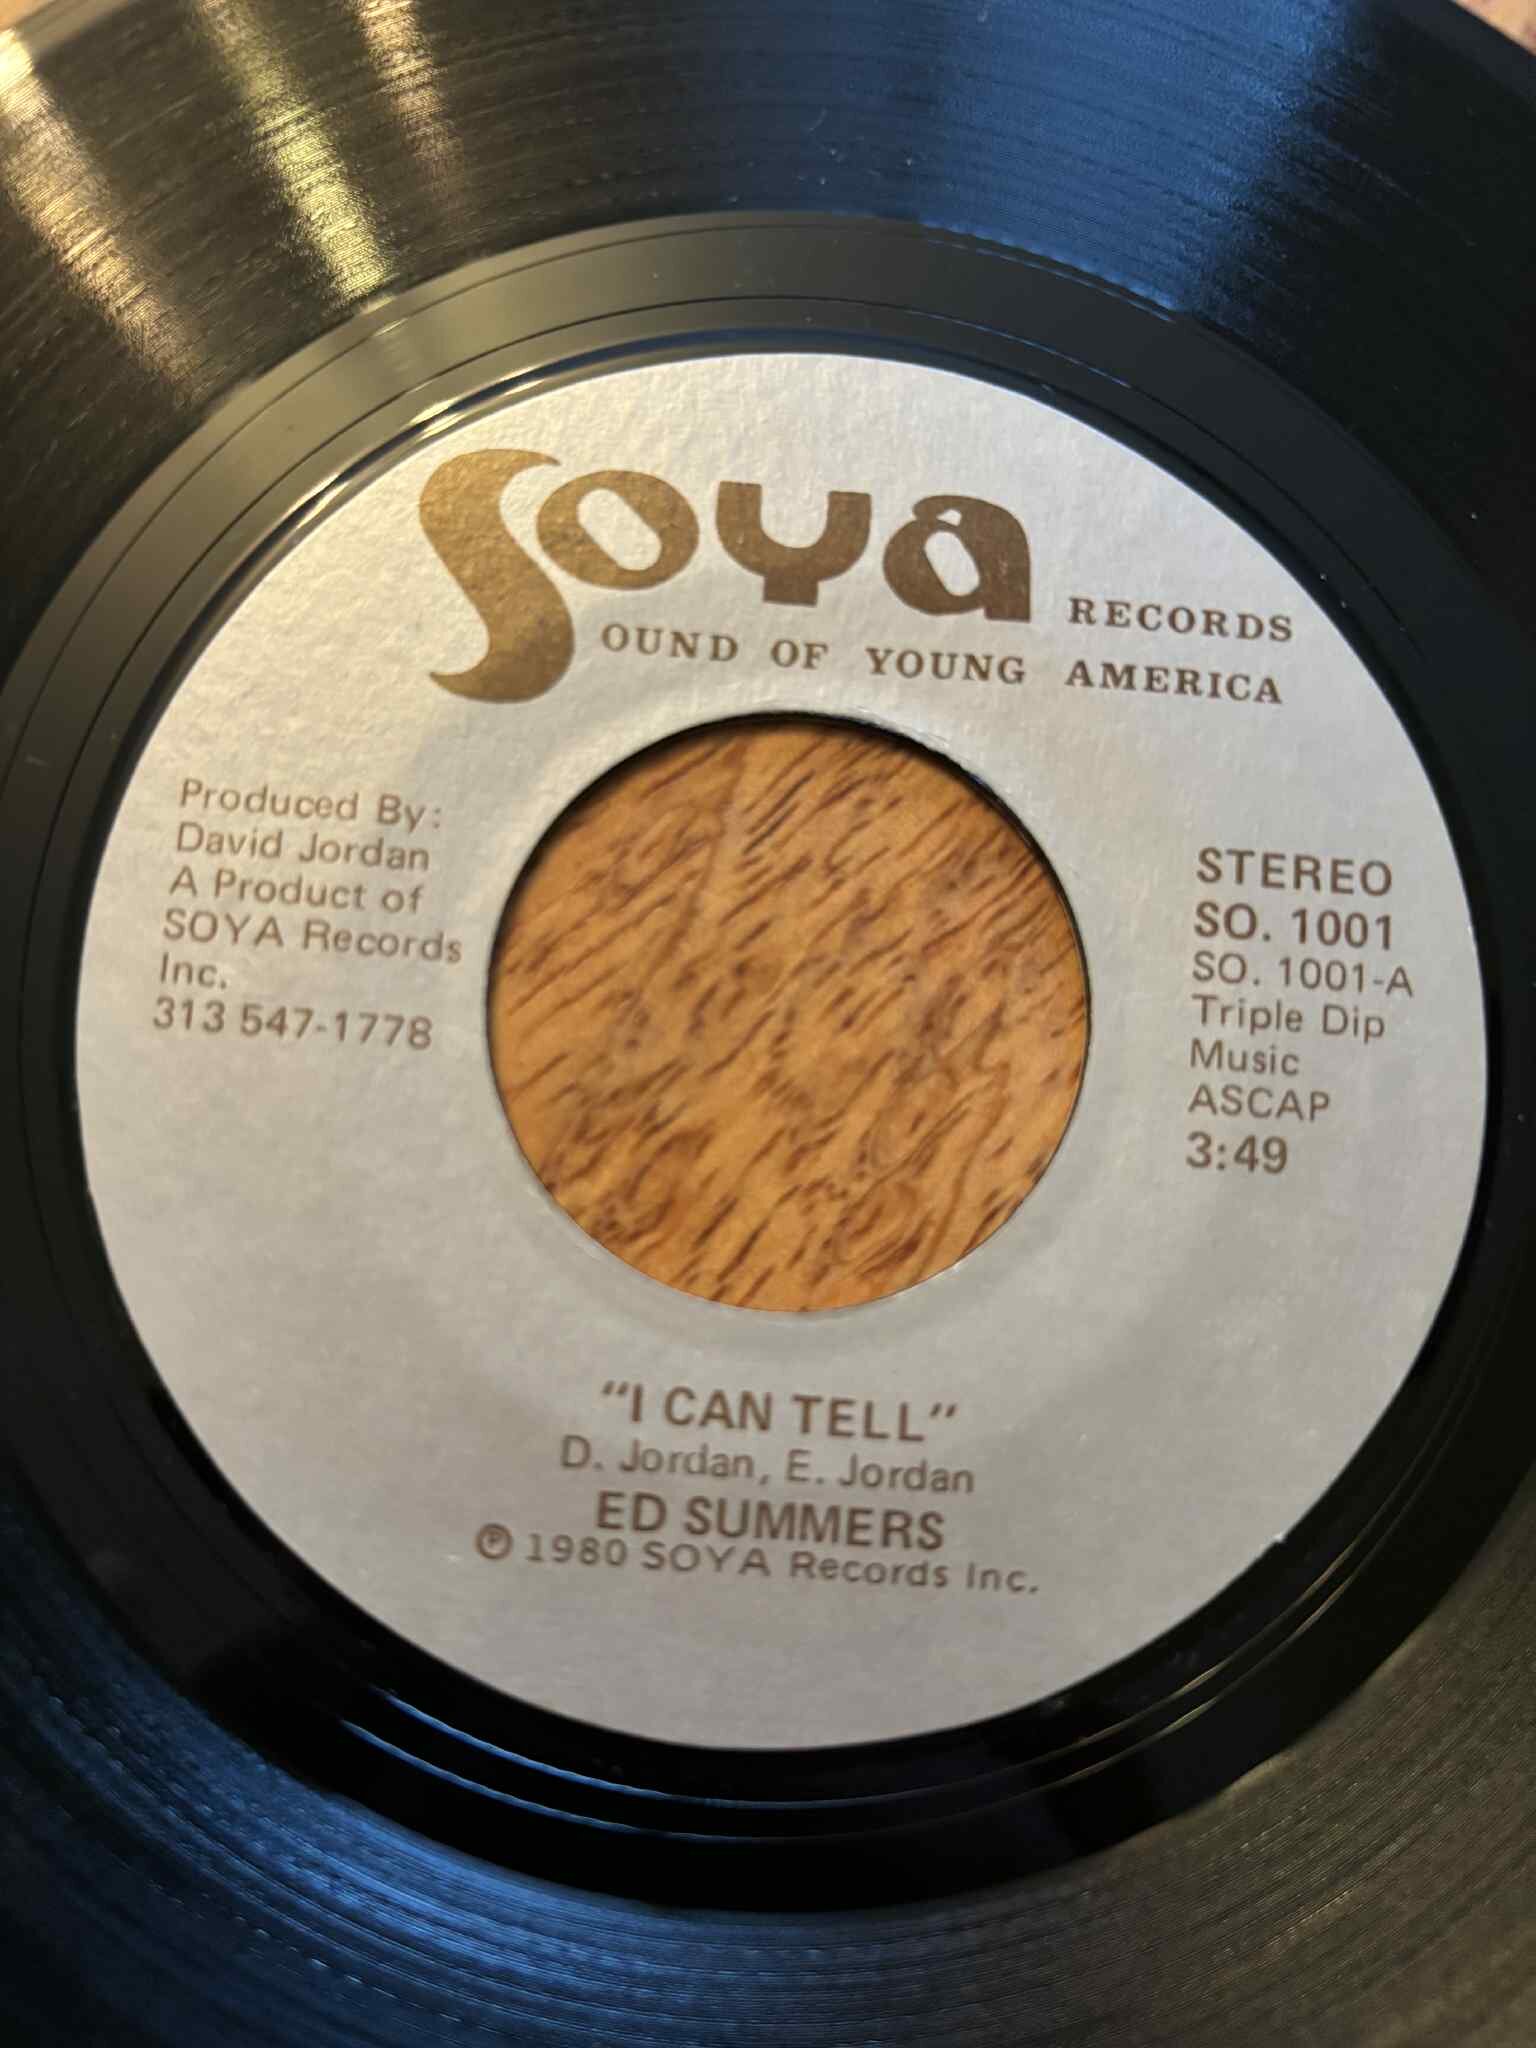 Soya RECORDS
SOUND OF YOUNG AMERICA
Produced By:
David Jordan
A Product of
SOYA Records
Inc.
313 547-1778
STEREO
SO. 1001
SO. 1001-A
Triple Dip
Music
ASCAP
3:49
"I CAN TELL"
D. Jordan, E. Jordan
ED SUMMERS
℗ 1980 SOYA Records Inc.